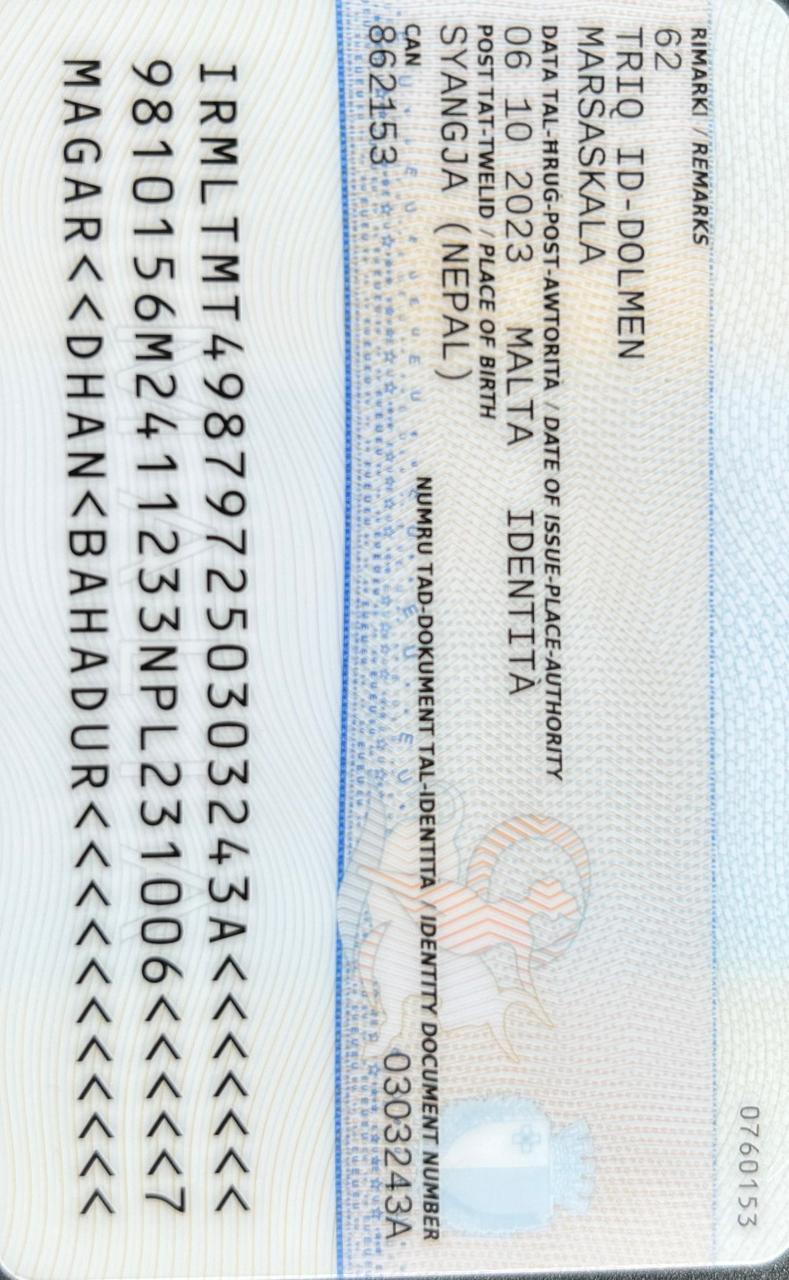 0760153
RIMARKI / REMARKS
62
TRIQ ID-DOLMEN
MARSASKALA
DATA TAL-ĦRUG-POST-AWTORITÀ / DATE OF ISSUE-PLACE-AUTHORITY
06 10 2023 MALTA IDENTITÀ
POST TAT-TWELID / PLACE OF BIRTH
SYANGJA (NEPAL)
NUMRU TAD-DOKUMENT TAL-IDENTITÀ / IDENTITY DOCUMENT NUMBER
0303243A
CAN
862153
IRMLTMT498797250303243A<<<<<<<
9810156M2411233NPL231006<<<<<7
MAGAR<<DHAN<BAHADUR<<<<<<<<<<<
MALTA